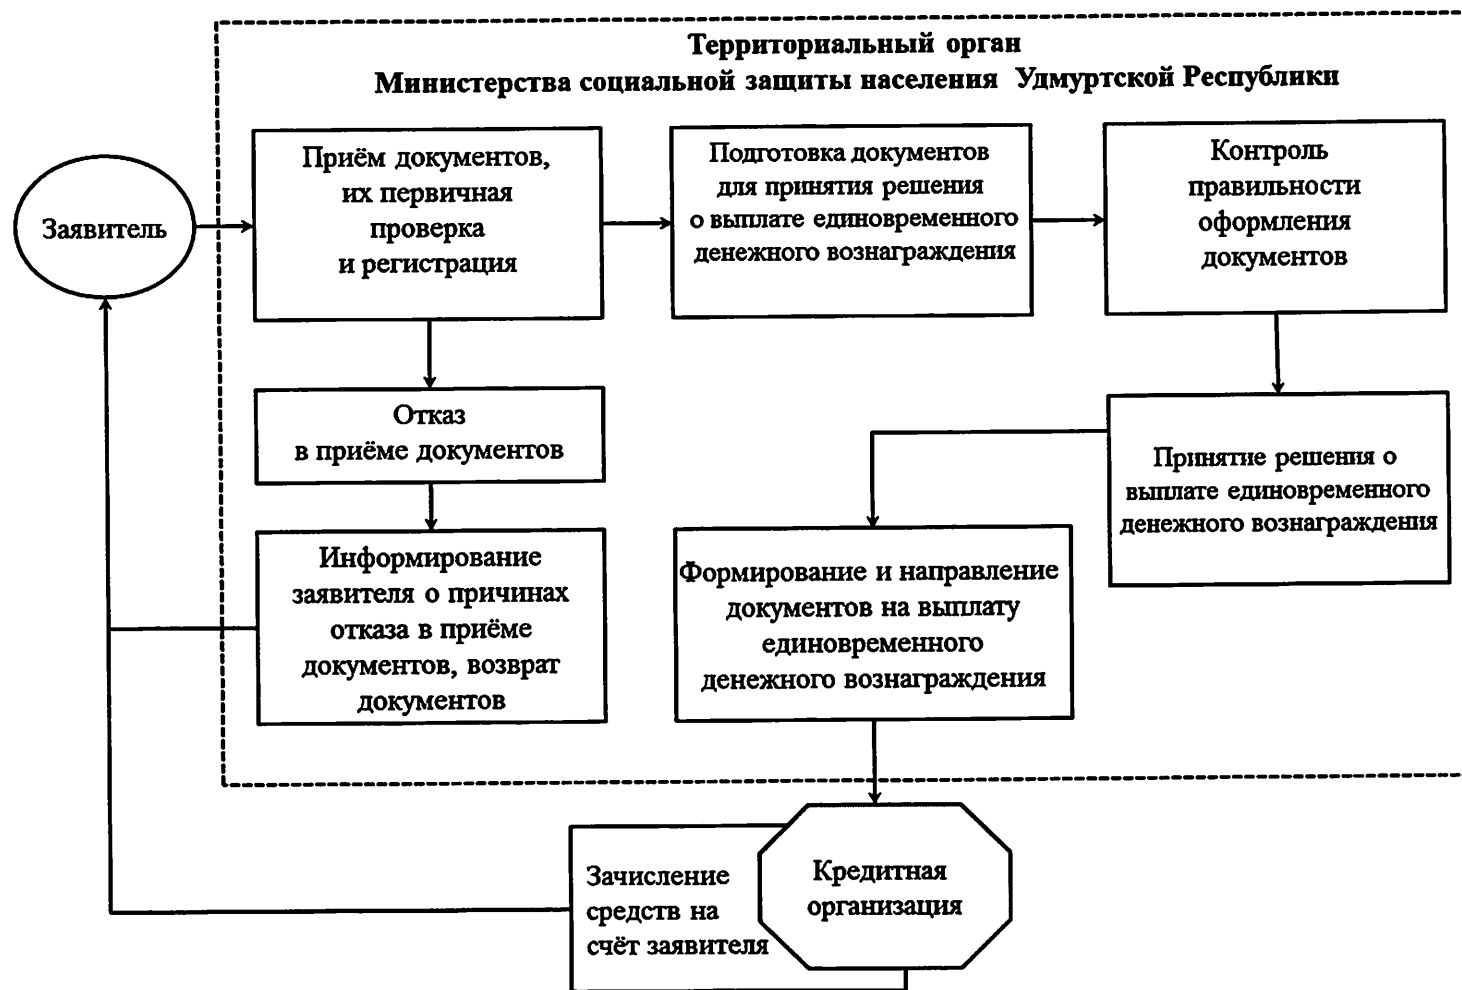 Территориальный орган
Министерства социальной защиты населения Удмуртской Республики
Заявитель
Приём документов,
их первичная
проверка
и регистрация
Подготовка документов
для принятия решения
о выплате единовременного
денежного вознаграждения
Контроль
правильности
оформления
документов
Отказ
в приёме документов
Принятие решения о
выплате единовременного
денежного вознаграждения
Информирование
заявителя о причинах
отказа в приёме
документов, возврат
документов
Формирование и направление
документов на выплату
единовременного
денежного вознаграждения
Зачисление
средств на
счёт заявителя
Кредитная
организация